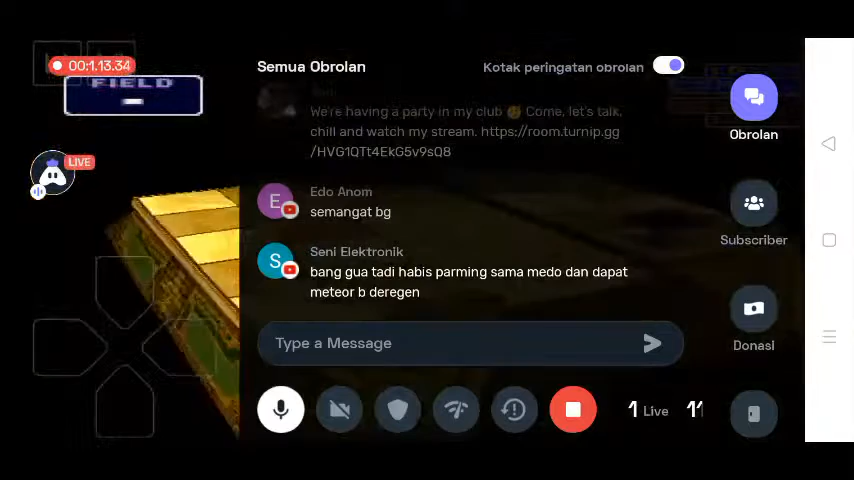 00:1.13.34
FIELD
LIVE
Semua Obrolan
Kotak peringatan obrolan
We're having a party in my club 🥳 Come, let's talk,
chill and watch my stream. https://room.turnip.gg
/HVG1QTt4EkG5v9sQ8
E
Edo Anom
semangat bg
S
Seni Elektronik
bang gua tadi habis parming sama medo dan dapat
meteor b deregen
Type a Message
1 Live
Obrolan
Subscriber
Donasi